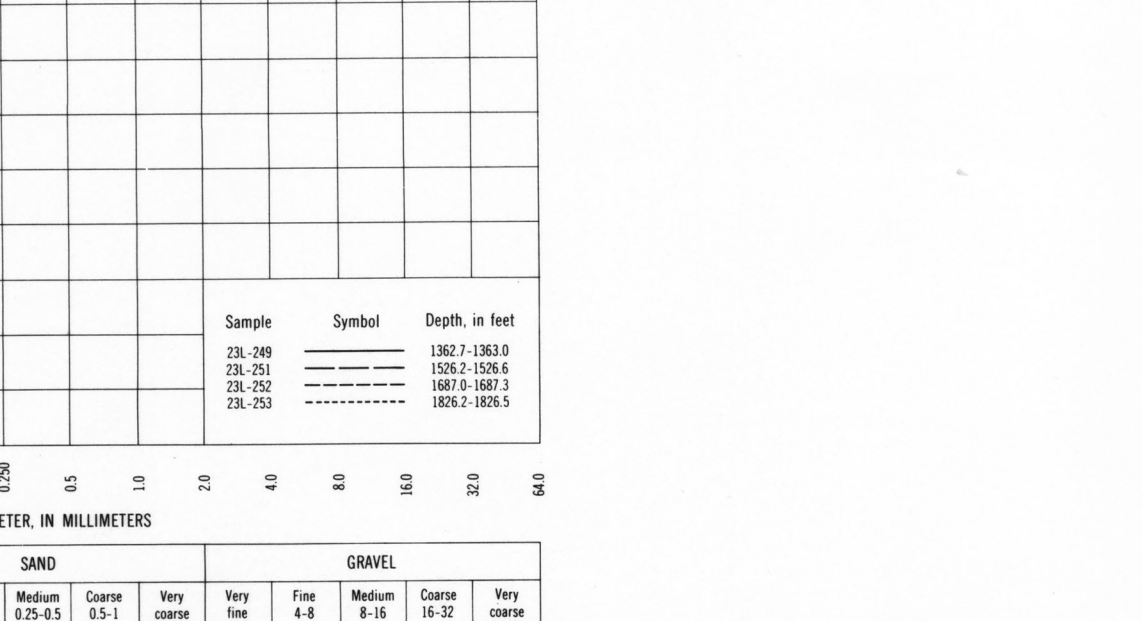 Sample Symbol Depth, in feet
23L-249 1362.7-1363.0
23L-251 1526.2-1526.6
23L-252 1687.0-1687.3
23L-253 1826.2-1826.5
0.250 0.5 1.0 2.0 4.0 8.0 16.0 32.0 64.0
ETER, IN MILLIMETERS
SAND GRAVEL
Medium Coarse Very Very Fine Medium Coarse Very
0.25-0.5 0.5-1 coarse fine 4-8 8-16 16-32 coarse